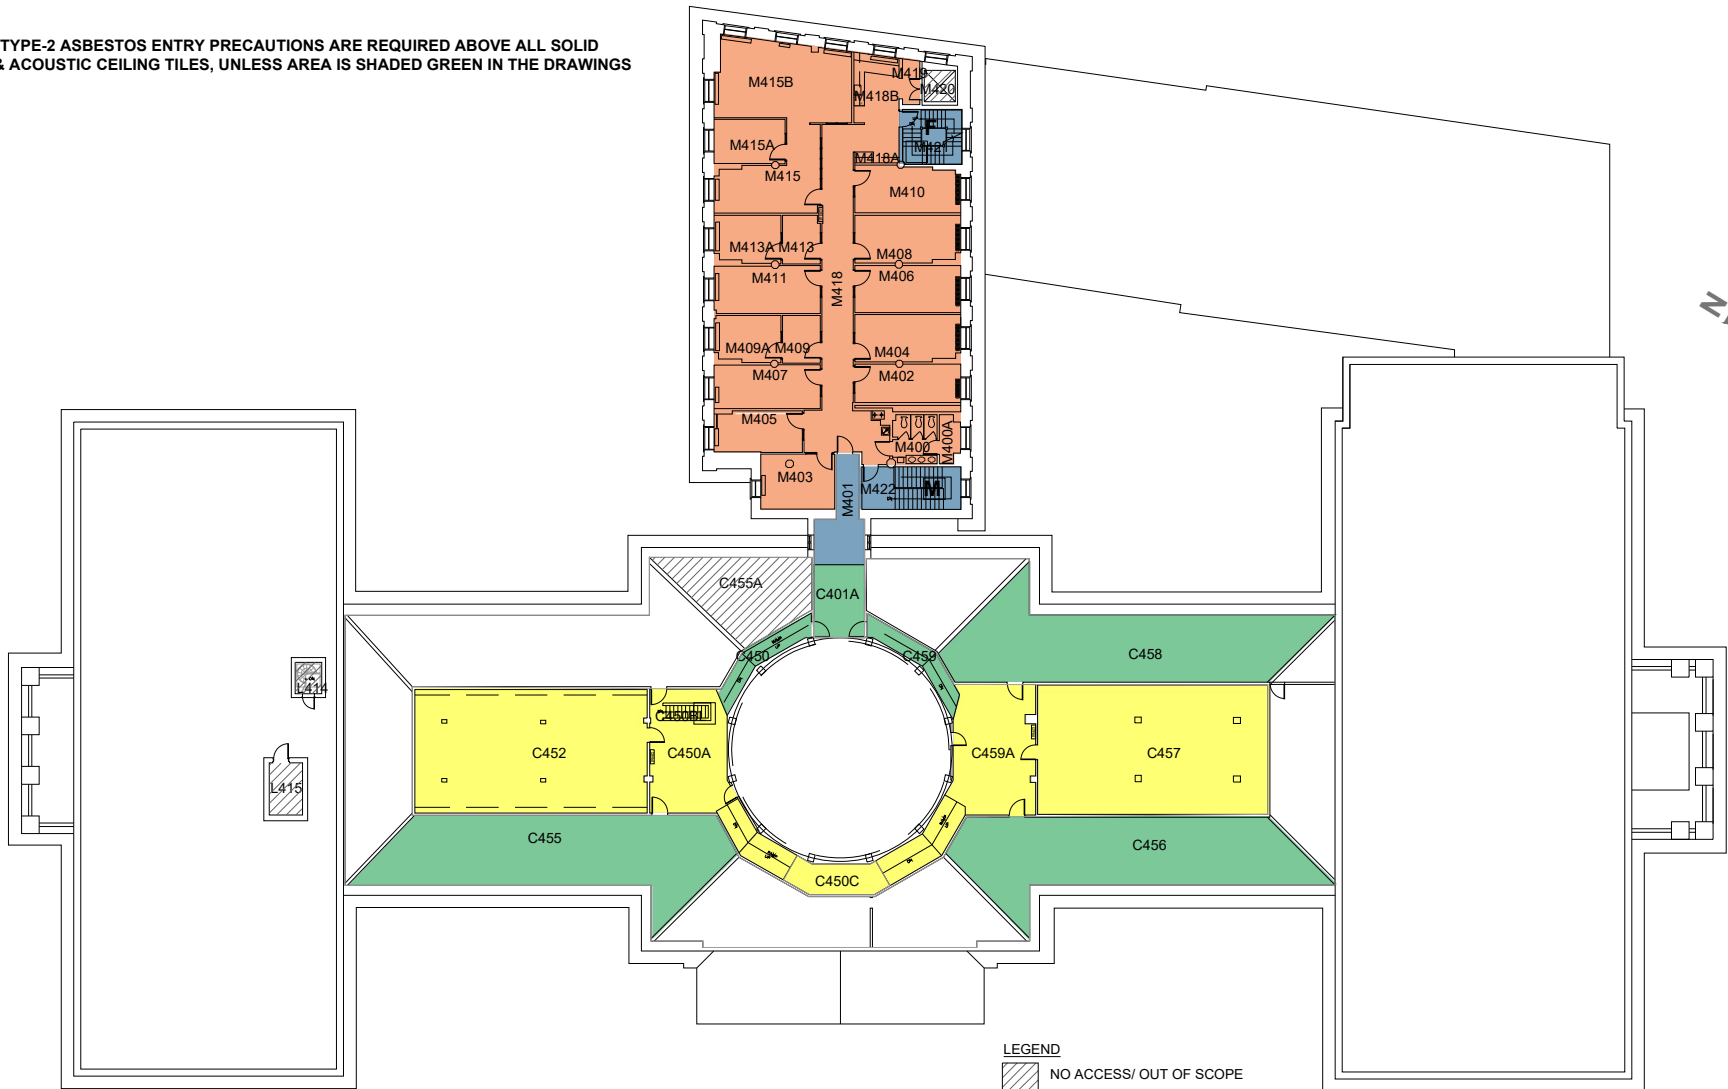 TYPE-2 ASBESTOS ENTRY PRECAUTIONS ARE REQUIRED ABOVE ALL SOLID
& ACOUSTIC CEILING TILES, UNLESS AREA IS SHADED GREEN IN THE DRAWINGS
M415B
M419
M420
M418B
F
M421
M415A
M418A
M415
M410
M413A
M413
M408
M411
M418
M406
M409A
M409
M404
M407
M402
M405
M400
M400A
M403
M401
M422
M
N
C455A
C401A
C450
C459
C458
L414
C450B
C452
C450A
C459A
C457
L415
C455
C456
C450C
LEGEND
NO ACCESS/ OUT OF SCOPE